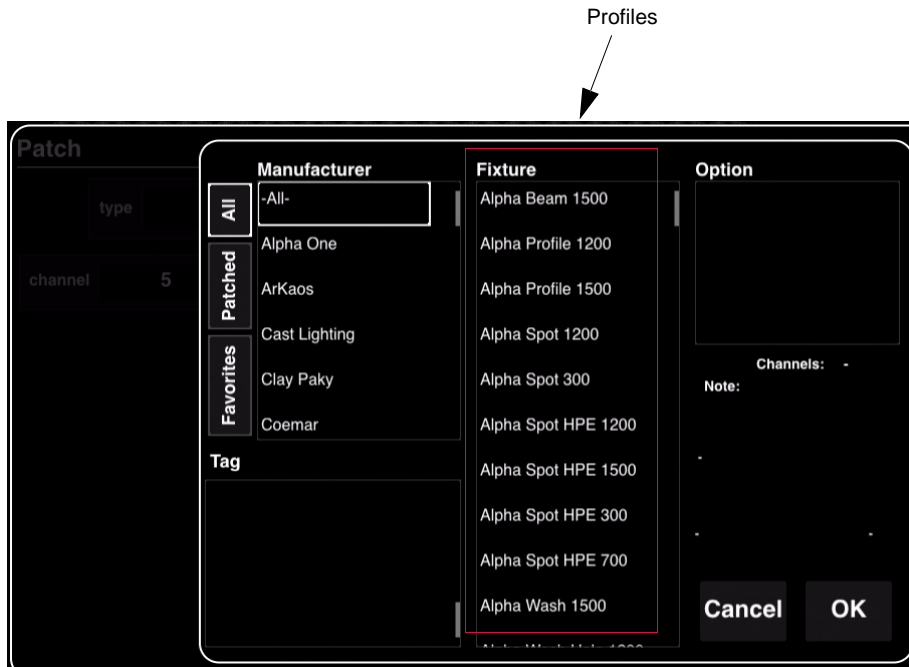 Profiles
Patch
type
channel 5
All
Patched
Favorites
Manufacturer
-All-
Alpha One
ArKaos
Cast Lighting
Clay Paky
Coemar
Tag
Fixture
Alpha Beam 1500
Alpha Profile 1200
Alpha Profile 1500
Alpha Spot 1200
Alpha Spot 300
Alpha Spot HPE 1200
Alpha Spot HPE 1500
Alpha Spot HPE 300
Alpha Spot HPE 700
Alpha Wash 1500
Option
Channels: -
Note:
-
- -
Cancel OK